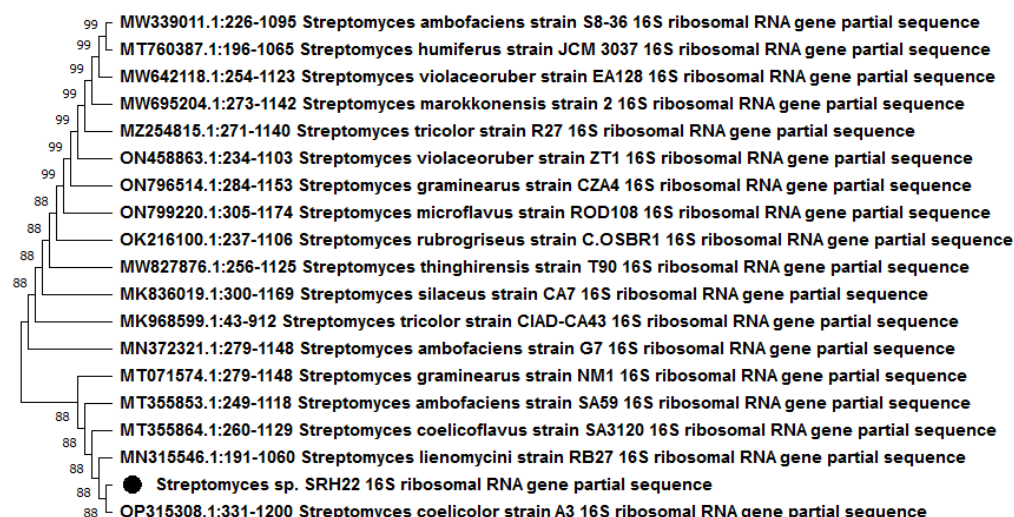 99 MW339011.1:226-1095 Streptomyces ambofaciens strain S8-36 16S ribosomal RNA gene partial sequence
99 MT760387.1:196-1065 Streptomyces humiferus strain JCM 3037 16S ribosomal RNA gene partial sequence
99 MW642118.1:254-1123 Streptomyces violaceoruber strain EA128 16S ribosomal RNA gene partial sequence
99 MW695204.1:273-1142 Streptomyces marokkonensis strain 2 16S ribosomal RNA gene partial sequence
99 MZ254815.1:271-1140 Streptomyces tricolor strain R27 16S ribosomal RNA gene partial sequence
99 ON458863.1:234-1103 Streptomyces violaceoruber strain ZT1 16S ribosomal RNA gene partial sequence
99 ON796514.1:284-1153 Streptomyces graminearus strain CZA4 16S ribosomal RNA gene partial sequence
88 ON799220.1:305-1174 Streptomyces microflavus strain ROD108 16S ribosomal RNA gene partial sequence
88 OK216100.1:237-1106 Streptomyces rubrogriseus strain C.OSBR1 16S ribosomal RNA gene partial sequence
88 MW827876.1:256-1125 Streptomyces thinghirensis strain T90 16S ribosomal RNA gene partial sequence
88 MK836019.1:300-1169 Streptomyces silaceus strain CA7 16S ribosomal RNA gene partial sequence
MK968599.1:43-912 Streptomyces tricolor strain CIAD-CA43 16S ribosomal RNA gene partial sequence
MN372321.1:279-1148 Streptomyces ambofaciens strain G7 16S ribosomal RNA gene partial sequence
MT071574.1:279-1148 Streptomyces graminearus strain NM1 16S ribosomal RNA gene partial sequence
88 MT355853.1:249-1118 Streptomyces ambofaciens strain SA59 16S ribosomal RNA gene partial sequence
88 MT355864.1:260-1129 Streptomyces coelicoflavus strain SA3120 16S ribosomal RNA gene partial sequence
88 MN315546.1:191-1060 Streptomyces lienomycini strain RB27 16S ribosomal RNA gene partial sequence
88 Streptomyces sp. SRH22 16S ribosomal RNA gene partial sequence
88 OP315308.1:331-1200 Streptomyces coelicolor strain A3 16S ribosomal RNA gene partial sequence